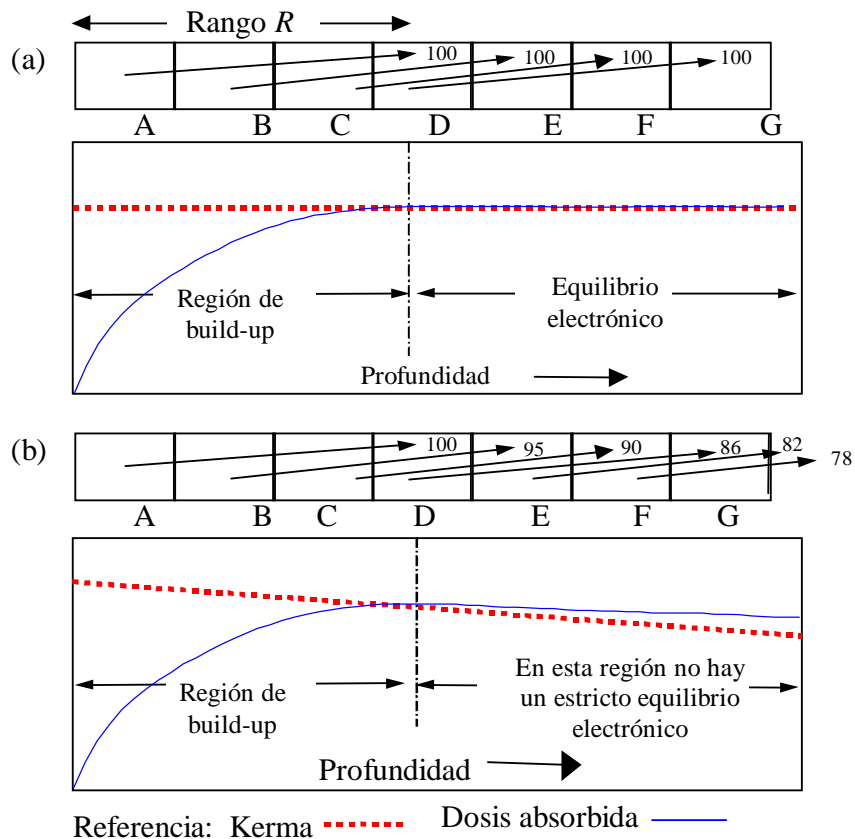 Rango R
(a)
100 100 100 100
A B C D E F G
Región de
build-up
Equilibrio
electrónico
Profundidad
(b)
100 95 90 86 82 78
A B C D E F G
Región de
build-up
En esta región no hay
un estricto equilibrio
electrónico
Profundidad
Referencia: Kerma Dosis absorbida